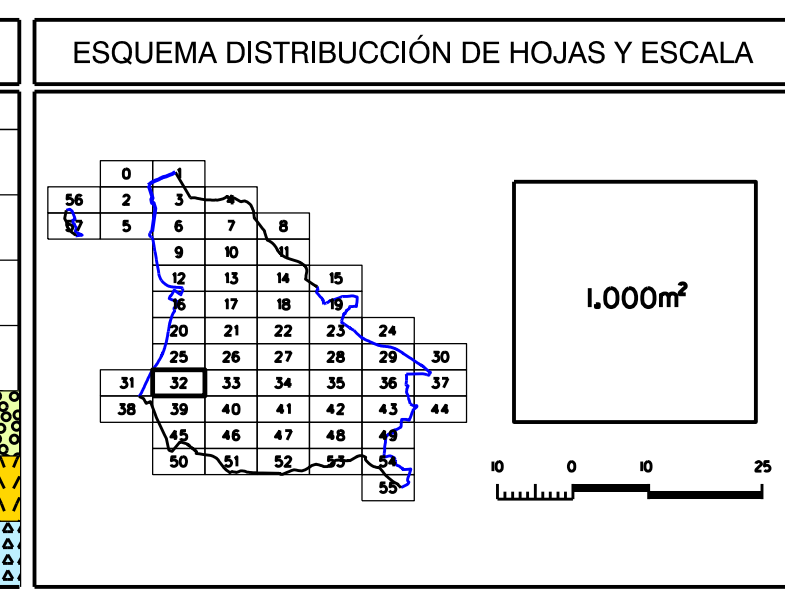 ESQUEMA DISTRIBUCCIÓN DE HOJAS Y ESCALA
0 1
56 2 3 4
57 5 6 7 8
9 10 11
12 13 14 15
16 17 18 19
20 21 22 23 24
25 26 27 28 29 30
31 32 33 34 35 36 37
38 39 40 41 42 43 44
45 46 47 48 49
50 51 52 53 54
55
1.000m²
10 0 10 25